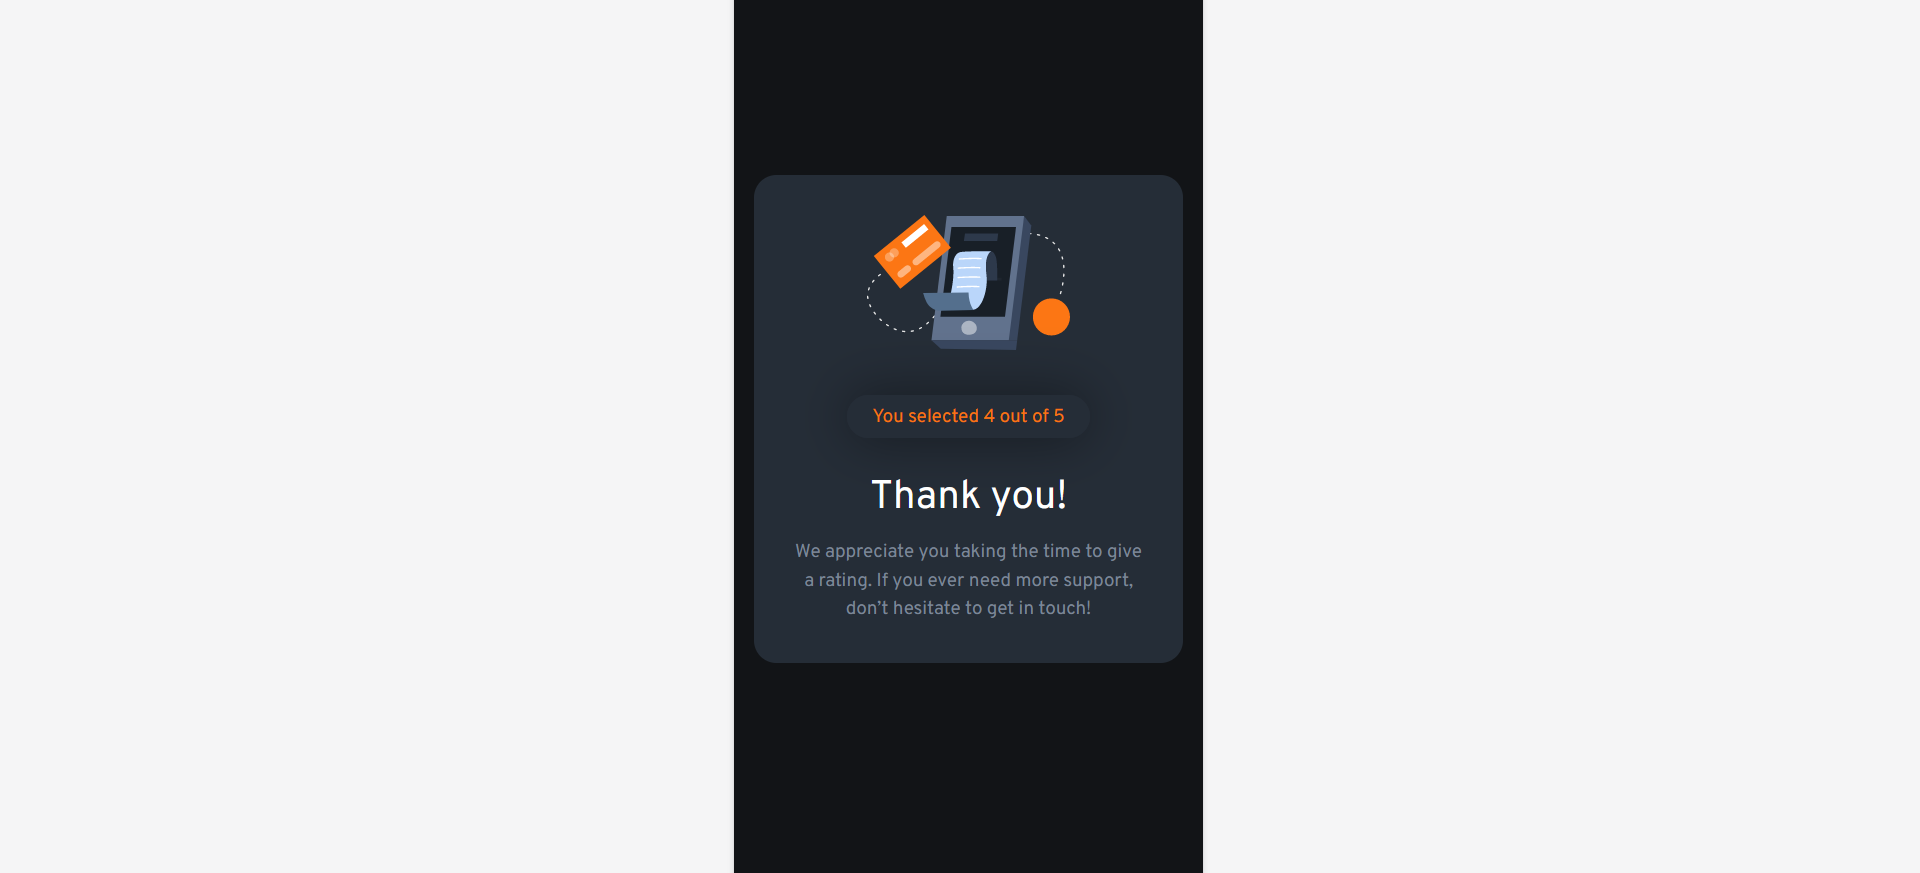 You selected 4 out of 5
Thank you!
We appreciate you taking the time to give
a rating. If you ever need more support,
don’t hesitate to get in touch!